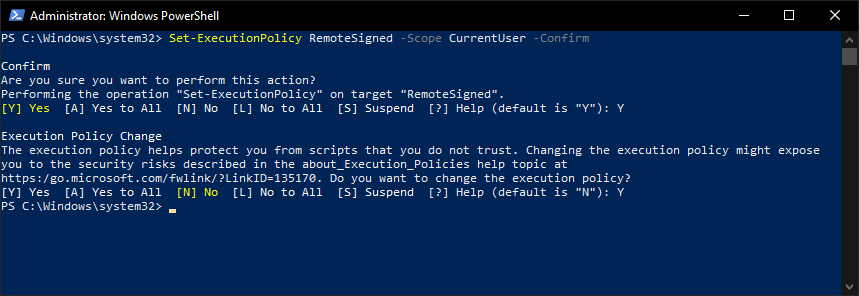 Administrator: Windows PowerShell
PS C:\Windows\system32> Set-ExecutionPolicy RemoteSigned -Scope CurrentUser -Confirm
Confirm
Are you sure you want to perform this action?
Performing the operation "Set-ExecutionPolicy" on target "RemoteSigned".
[Y] Yes  [A] Yes to All  [N] No  [L] No to All  [S] Suspend  [?] Help (default is "Y"): Y
Execution Policy Change
The execution policy helps protect you from scripts that you do not trust. Changing the execution policy might expose
you to the security risks described in the about_Execution_Policies help topic at
https:/go.microsoft.com/fwlink/?LinkID=135170. Do you want to change the execution policy?
[Y] Yes  [A] Yes to All  [N] No  [L] No to All  [S] Suspend  [?] Help (default is "N"): Y
PS C:\Windows\system32>